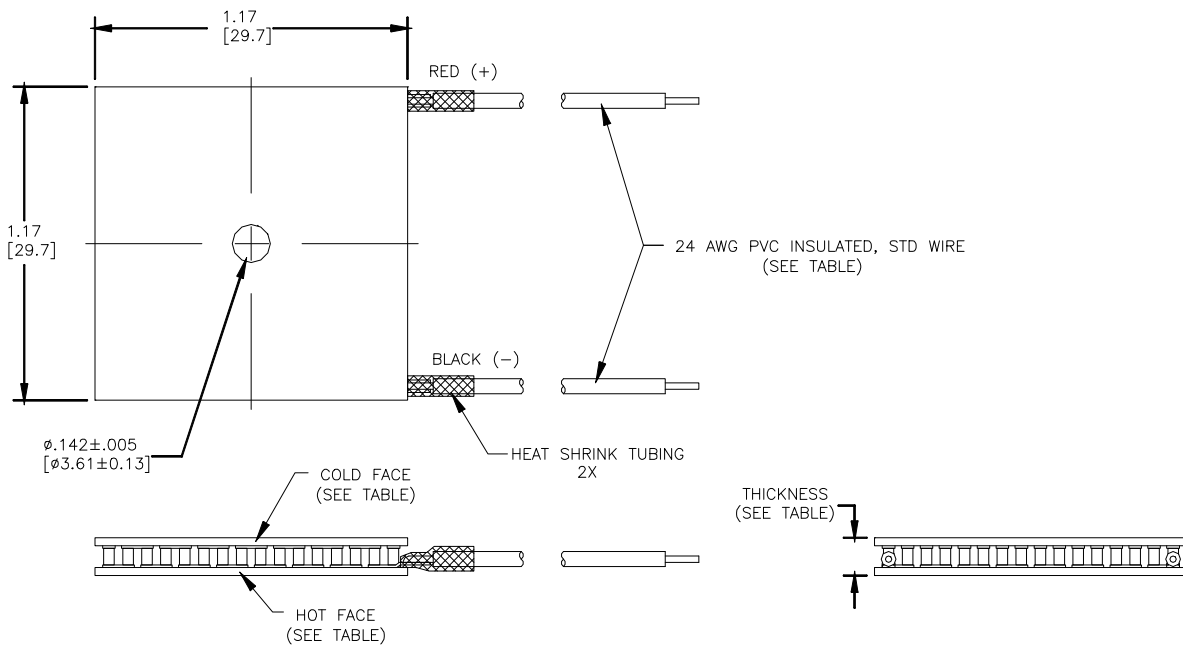 1.17
[29.7]
RED (+)
1.17
[29.7]
24 AWG PVC INSULATED, STD WIRE
(SEE TABLE)
BLACK (−)
ø.142±.005
[ø3.61±0.13]
HEAT SHRINK TUBING
2X
COLD FACE
(SEE TABLE)
THICKNESS
(SEE TABLE)
HOT FACE
(SEE TABLE)